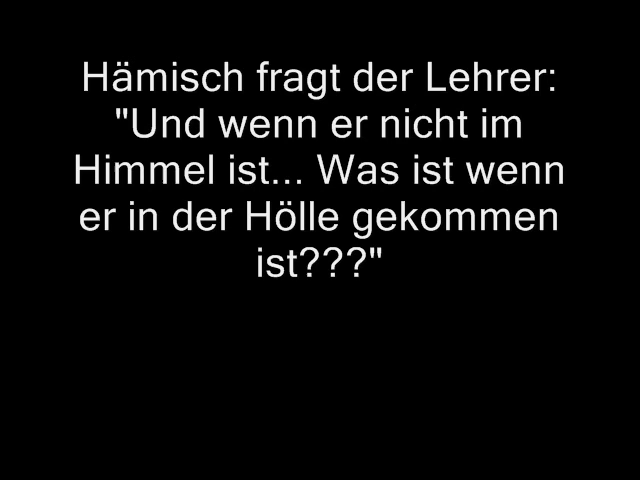 Hämisch fragt der Lehrer:
"Und wenn er nicht im
Himmel ist... Was ist wenn
er in der Hölle gekommen
ist???"